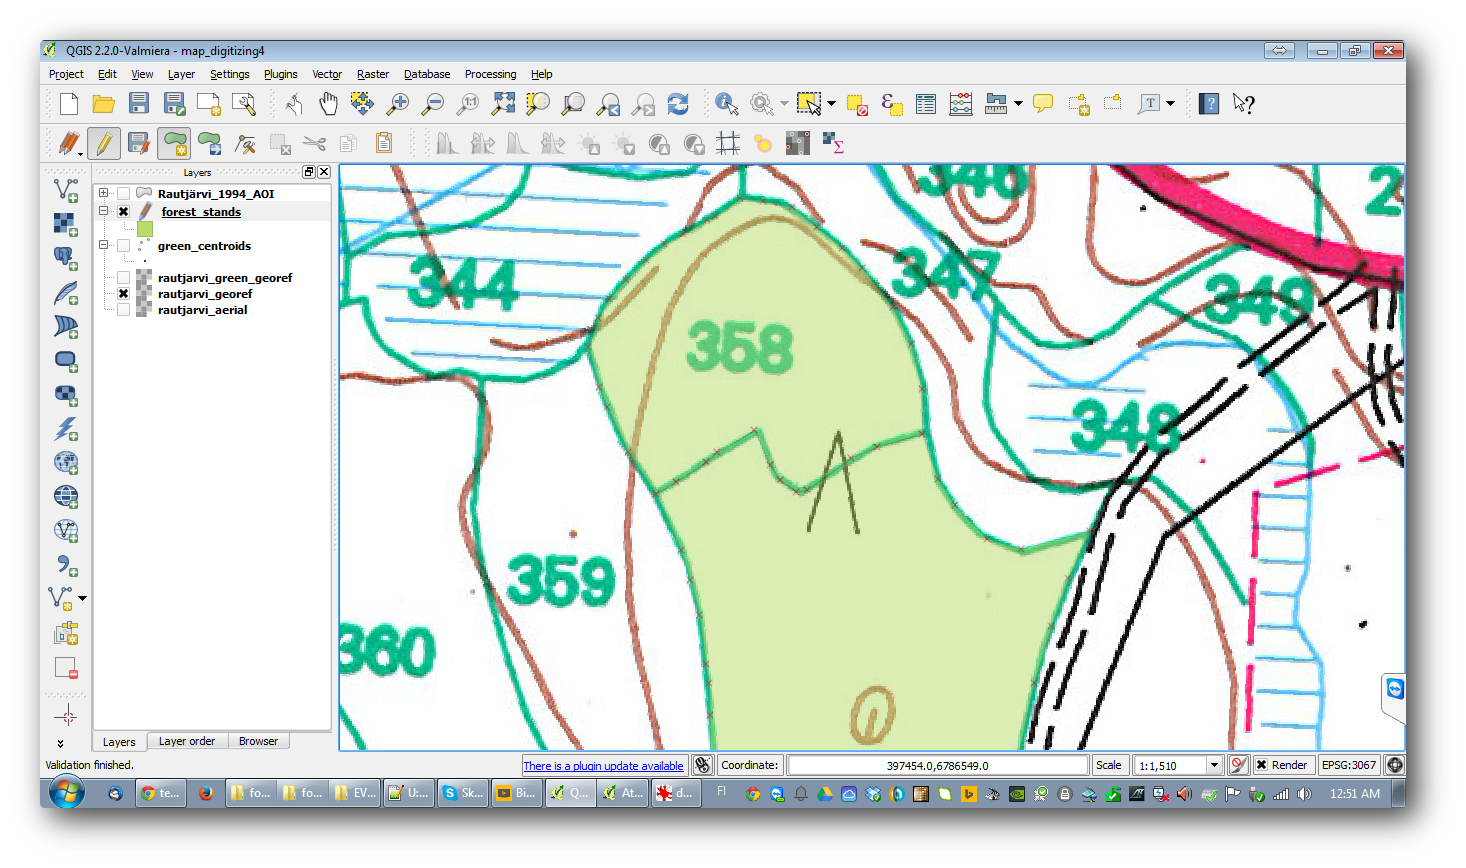 QGIS 2.2.0-Valmiera - map_digitizing4
Project Edit View Layer Settings Plugins Vector Raster Database Processing Help
Layers
Rautjärvi_1994_AOI
forest_stands
green_centroids
rautjarvi_green_georef
rautjarvi_georef
rautjarvi_aerial
346
2
344
347
349
358
348
359
360
Layers Layer order Browser
Validation finished.
There is a plugin update available
Coordinate:
397454.0,6786549.0
Scale
1:1,510
Render
EPSG:3067
te...
fo...
fo...
EV...
U:...
Sk...
Bi...
Q...
At...
d...
FI
12:51 AM